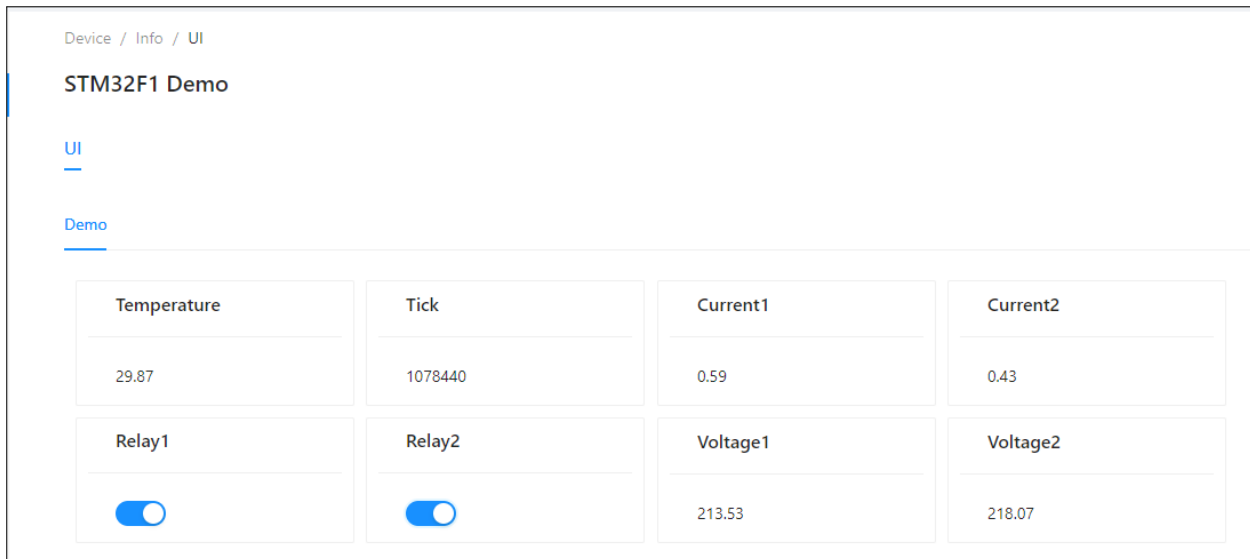 Device / Info / UI
STM32F1 Demo
UI
Demo
Temperature Tick Current1 Current2
29.87 1078440 0.59 0.43
Relay1 Relay2 Voltage1 Voltage2
213.53 218.07